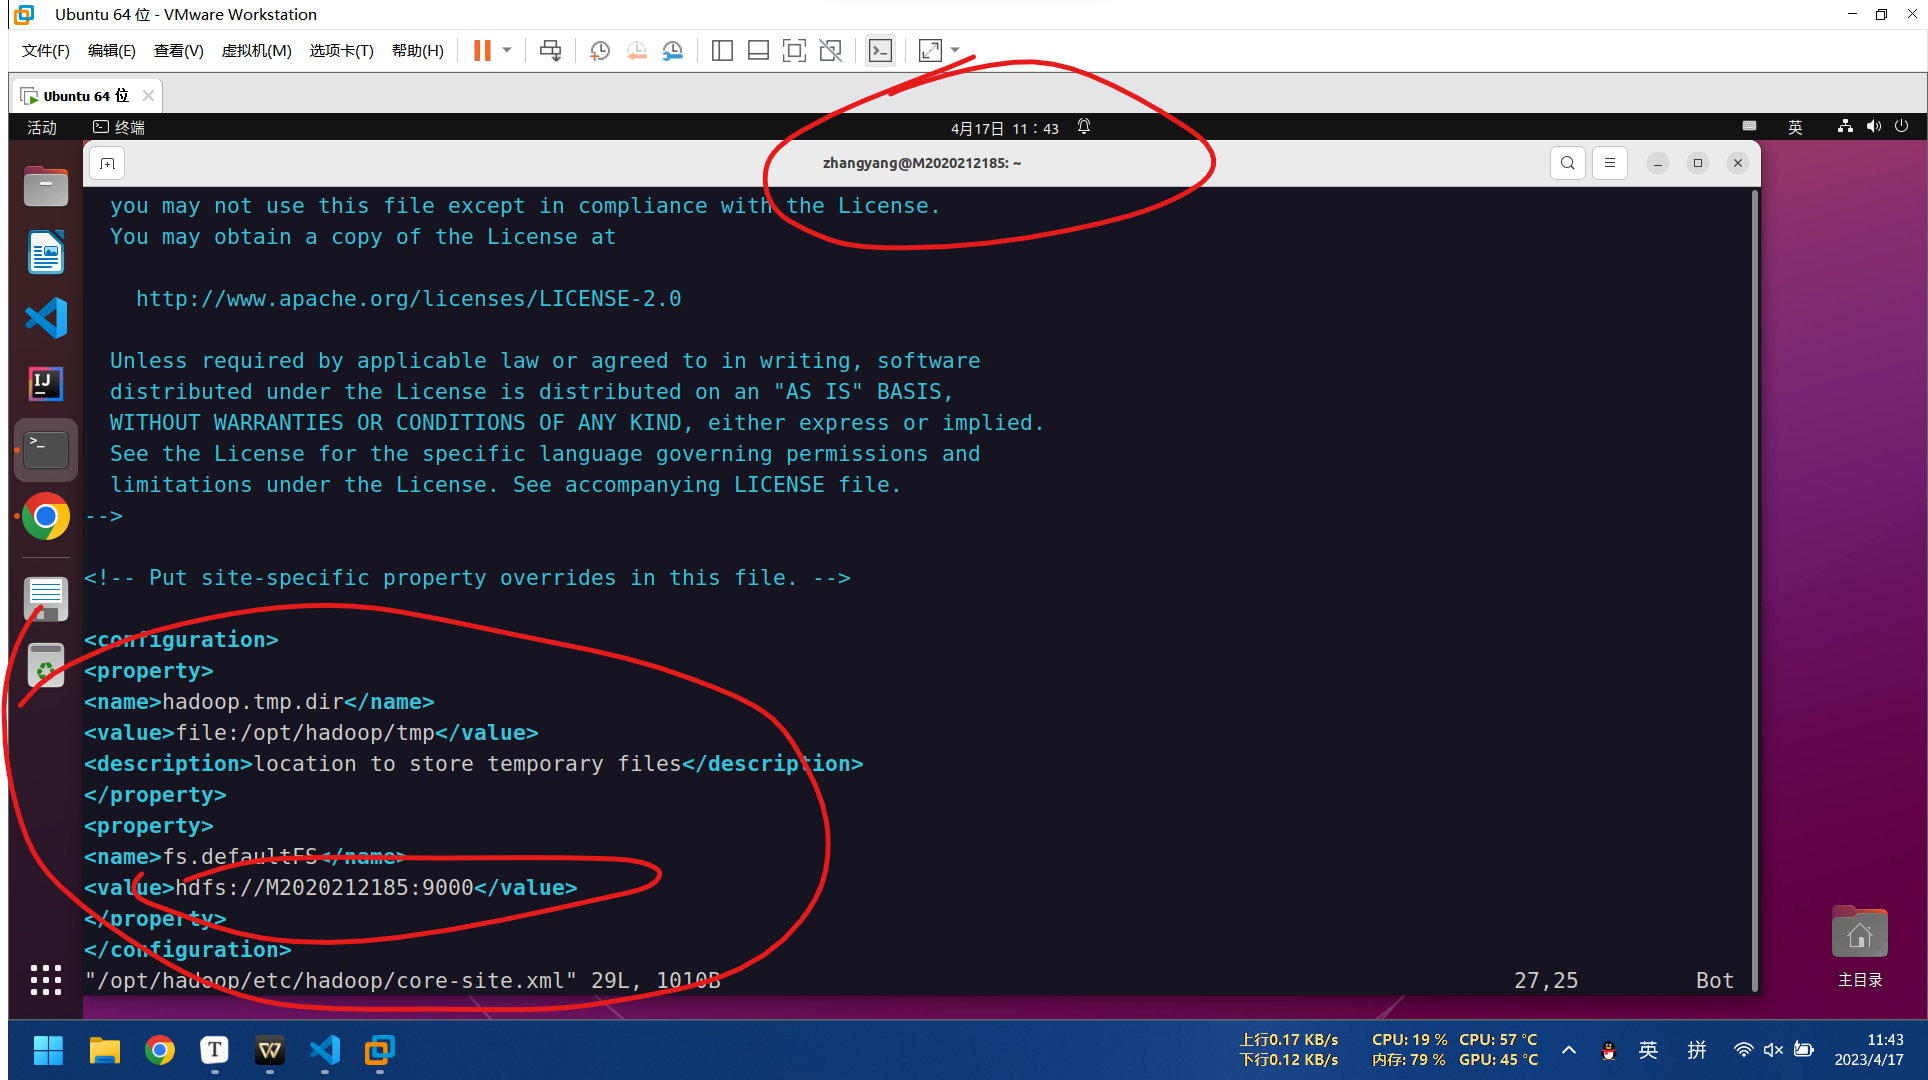 Ubuntu 64 位 - VMware Workstation
文件(F) 编辑(E) 查看(V) 虚拟机(M) 选项卡(T) 帮助(H)
Ubuntu 64 位
活动 终端 4月17日 11：43 英
zhangyang@M2020212185: ~
you may not use this file except in compliance with the License.
You may obtain a copy of the License at
http://www.apache.org/licenses/LICENSE-2.0
Unless required by applicable law or agreed to in writing, software
distributed under the License is distributed on an "AS IS" BASIS,
WITHOUT WARRANTIES OR CONDITIONS OF ANY KIND, either express or implied.
See the License for the specific language governing permissions and
limitations under the License. See accompanying LICENSE file.
-->
<!-- Put site-specific property overrides in this file. -->
<configuration>
<property>
<name>hadoop.tmp.dir</name>
<value>file:/opt/hadoop/tmp</value>
<description>location to store temporary files</description>
</property>
<property>
<name>fs.defaultFS</name>
<value>hdfs://M2020212185:9000</value>
</property>
</configuration>
"/opt/hadoop/etc/hadoop/core-site.xml" 29L, 1010B 27,25 Bot
主目录
上行0.17 KB/s CPU: 19 % CPU: 57 °C
下行0.12 KB/s 内存: 79 % GPU: 45 °C
英 拼
11:43
2023/4/17